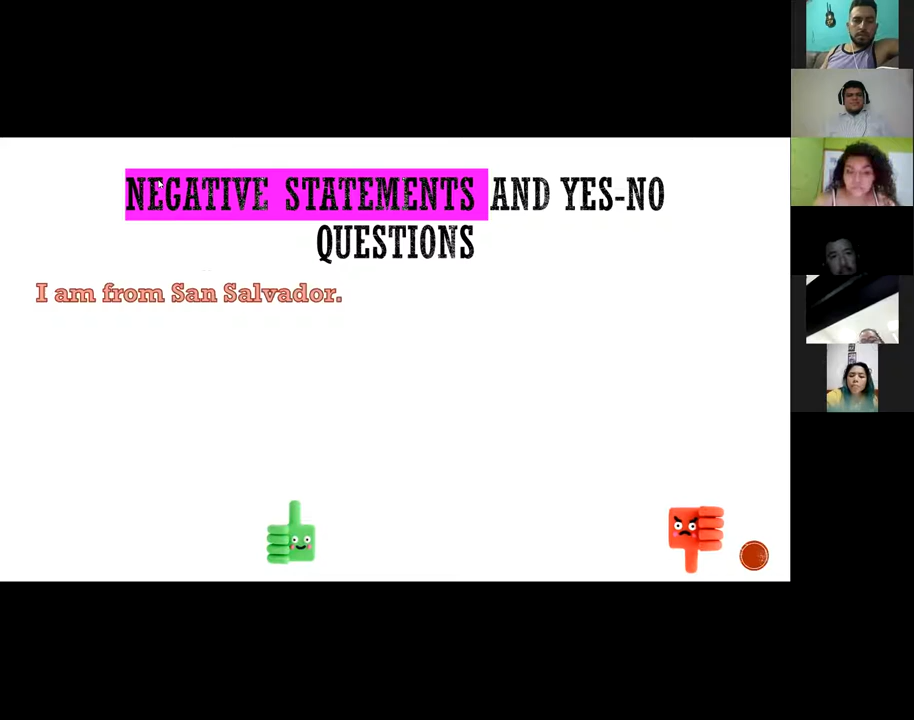 NEGATIVE STATEMENTS AND YES-NO
QUESTIONS
I am from San Salvador.